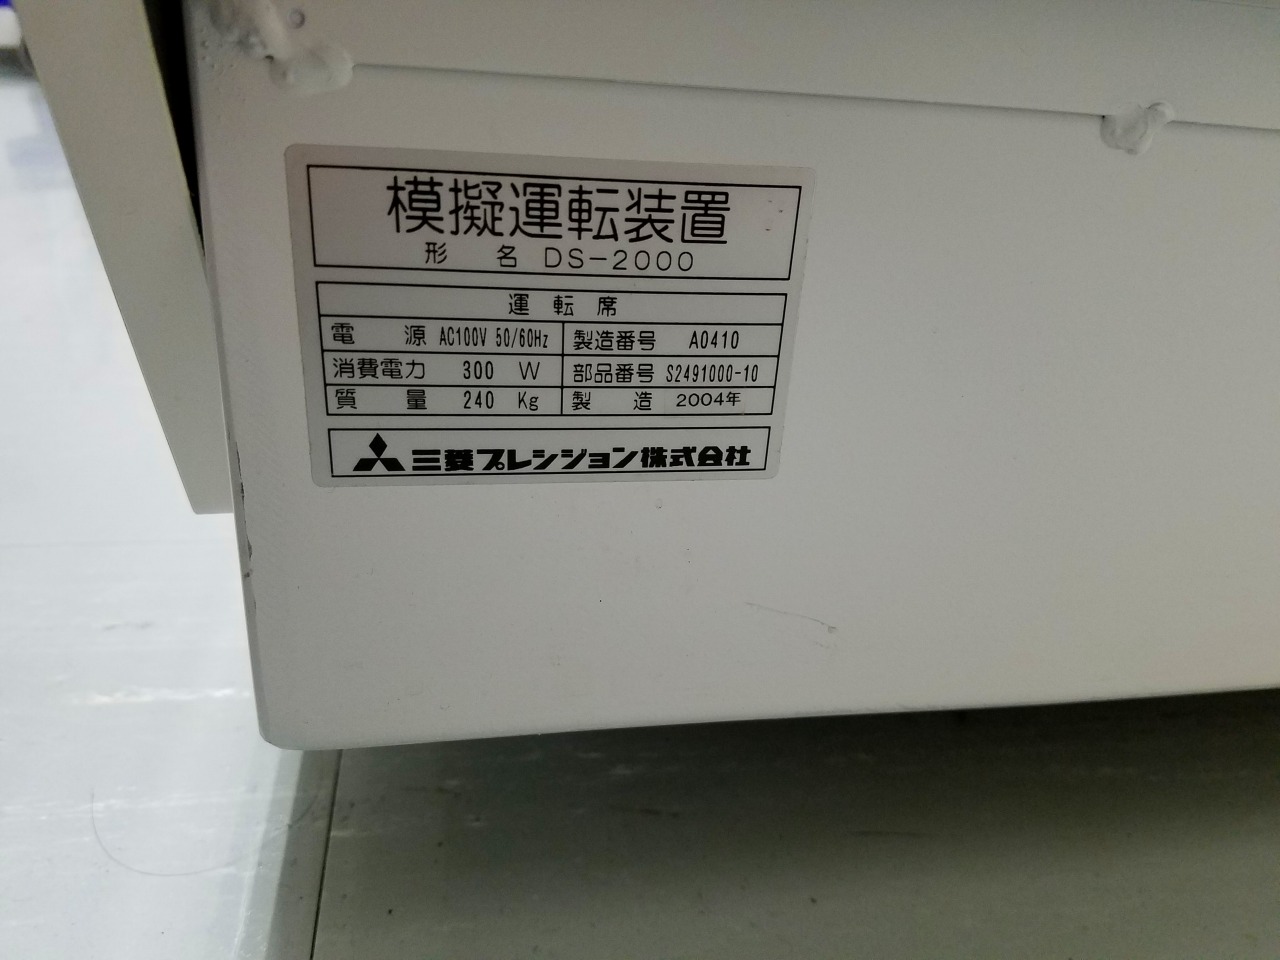 模擬運転装置
形名 DS-2000
運転席
電源 AC100V 50/60Hz 製造番号 A0410
消費電力 300 W 部品番号 S2491000-10
質量 240 Kg 製造 2004年
三菱プレシジョン株式会社